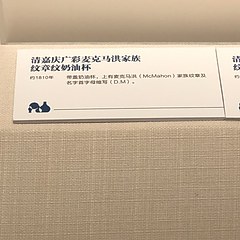 清嘉庆广彩麦克马洪家族
纹章纹奶油杯
约1810年
带盖奶油杯，上有麦克马洪（McMahon）家族纹章及
名字首字母缩写（D.M）。